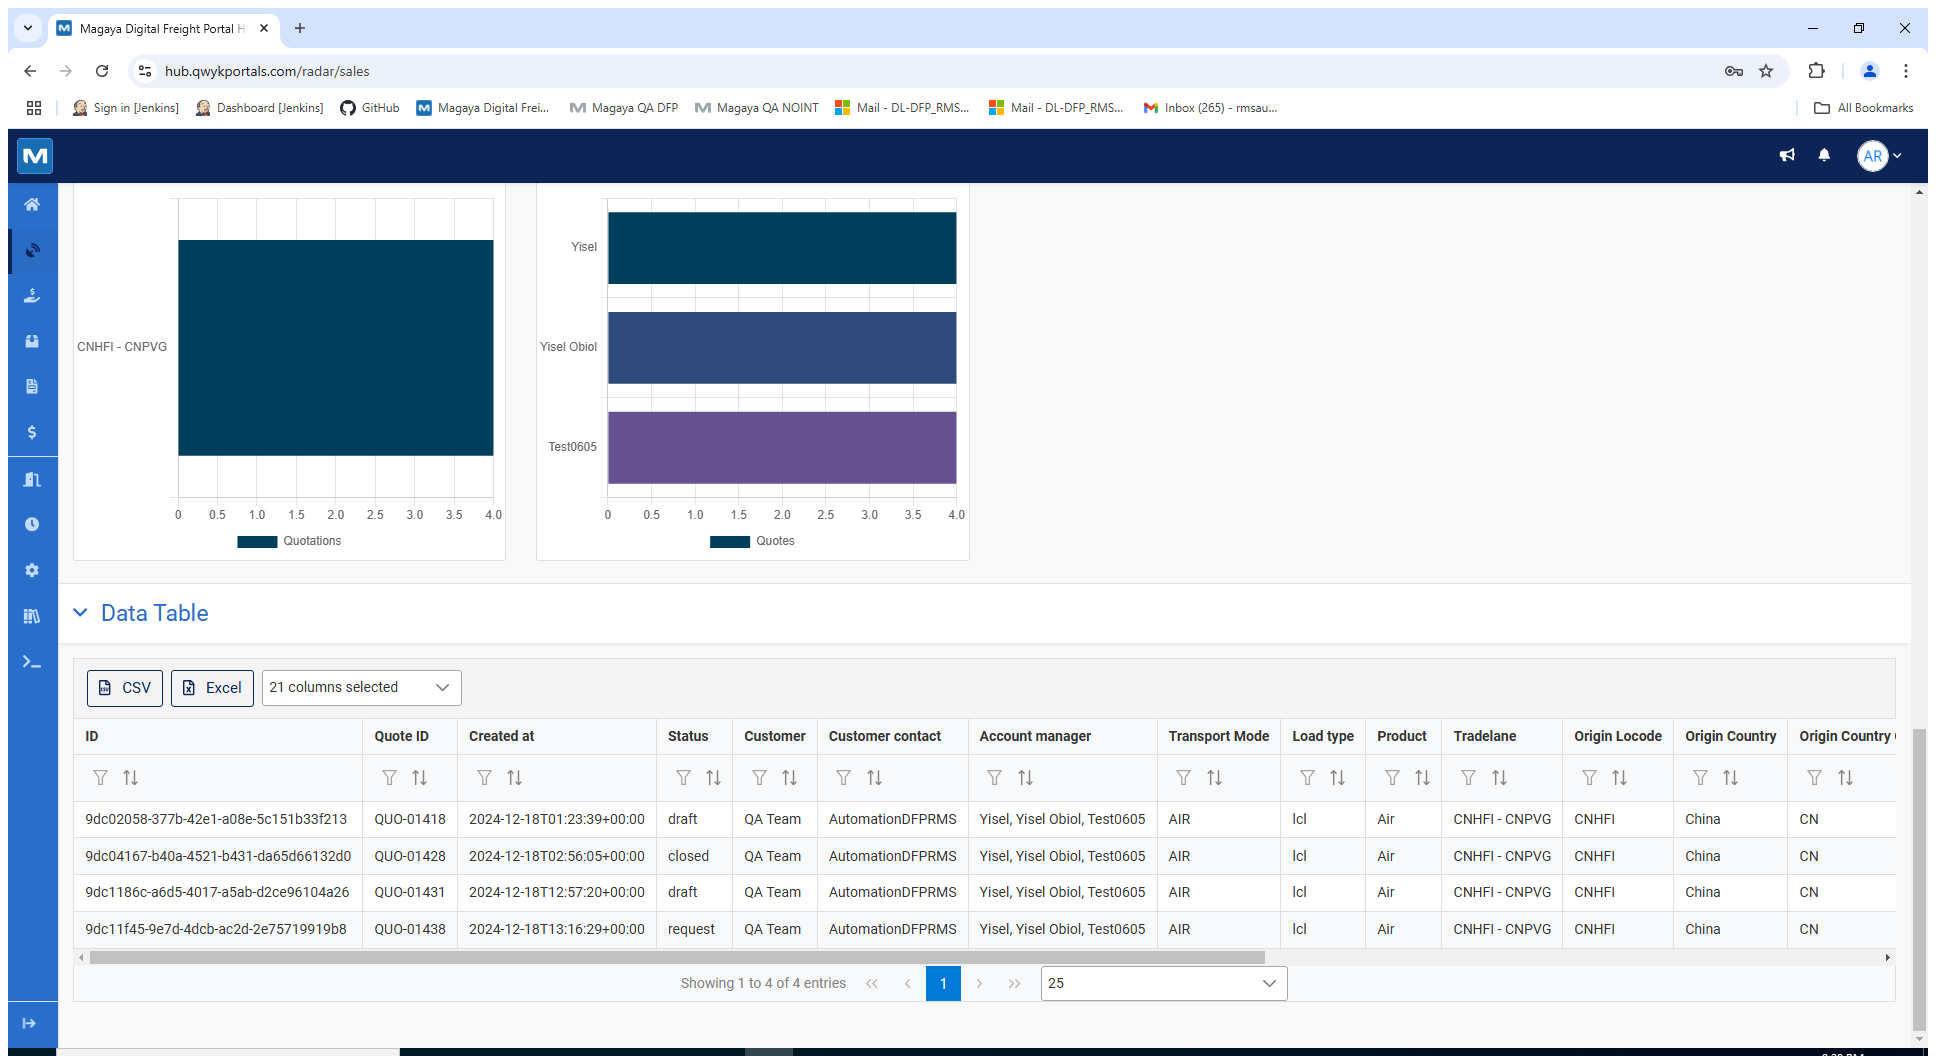 Magaya Digital Freight Portal H
hub.qwykportals.com/radar/sales
Sign in [Jenkins]
Dashboard [Jenkins]
GitHub
Magaya Digital Frei...
Magaya QA DFP
Magaya QA NOINT
Mail - DL-DFP_RMS...
Mail - DL-DFP_RMS...
Inbox (265) - rmsau...
All Bookmarks
M
AR
CNHFI - CNPVG
0 0.5 1.0 1.5 2.0 2.5 3.0 3.5 4.0
Quotations
Yisel
Yisel Obiol
Test0605
0 0.5 1.0 1.5 2.0 2.5 3.0 3.5 4.0
Quotes
Data Table
CSV Excel 21 columns selected
ID Quote ID Created at Status Customer Customer contact Account manager Transport Mode Load type Product Tradelane Origin Locode Origin Country Origin Country
9dc02058-377b-42e1-a08e-5c151b33f213 QUO-01418 2024-12-18T01:23:39+00:00 draft QA Team AutomationDFPRMS Yisel, Yisel Obiol, Test0605 AIR lcl Air CNHFI - CNPVG CNHFI China CN
9dc04167-b40a-4521-b431-da65d66132d0 QUO-01428 2024-12-18T02:56:05+00:00 closed QA Team AutomationDFPRMS Yisel, Yisel Obiol, Test0605 AIR lcl Air CNHFI - CNPVG CNHFI China CN
9dc1186c-a6d5-4017-a5ab-d2ce96104a26 QUO-01431 2024-12-18T12:57:20+00:00 draft QA Team AutomationDFPRMS Yisel, Yisel Obiol, Test0605 AIR lcl Air CNHFI - CNPVG CNHFI China CN
9dc11f45-9e7d-4dcb-ac2d-2e75719919b8 QUO-01438 2024-12-18T13:16:29+00:00 request QA Team AutomationDFPRMS Yisel, Yisel Obiol, Test0605 AIR lcl Air CNHFI - CNPVG CNHFI China CN
Showing 1 to 4 of 4 entries 1 25